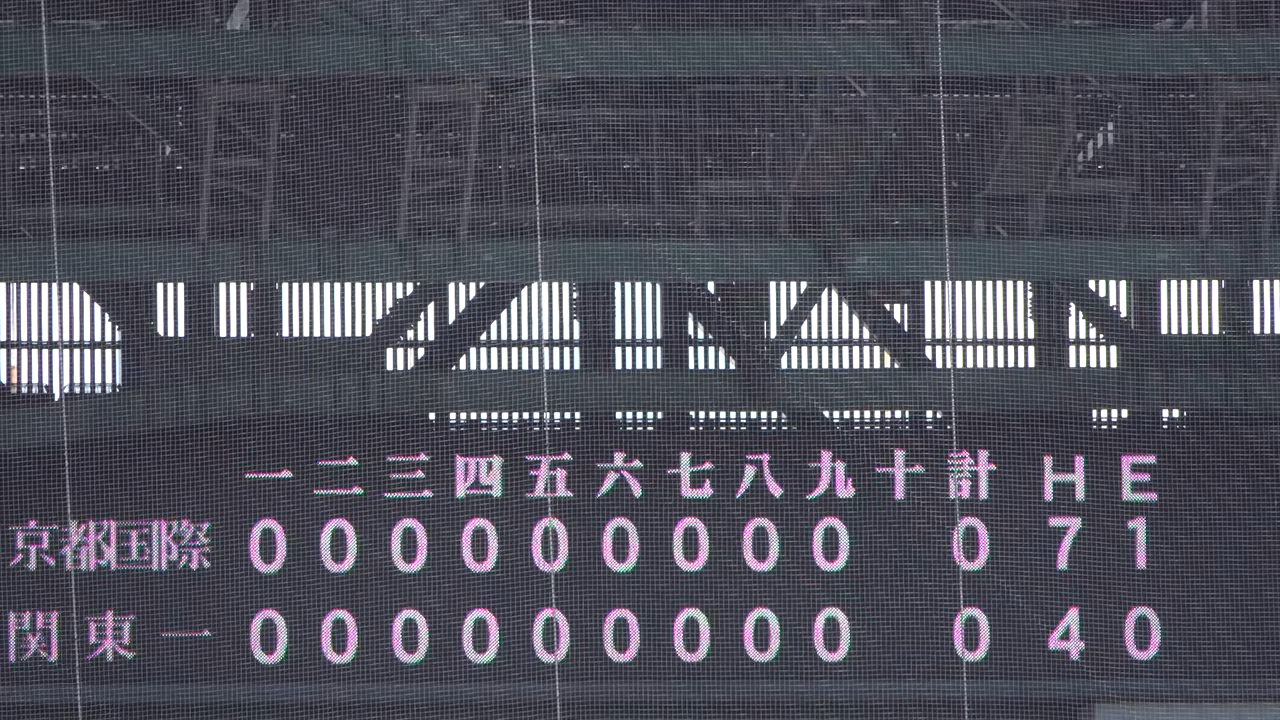 一 二 三 四 五 六 七 八 九 十 計 H E
京都国際 0 0 0 0 0 0 0 0 0 0 7 1
関東一 0 0 0 0 0 0 0 0 0 0 4 0